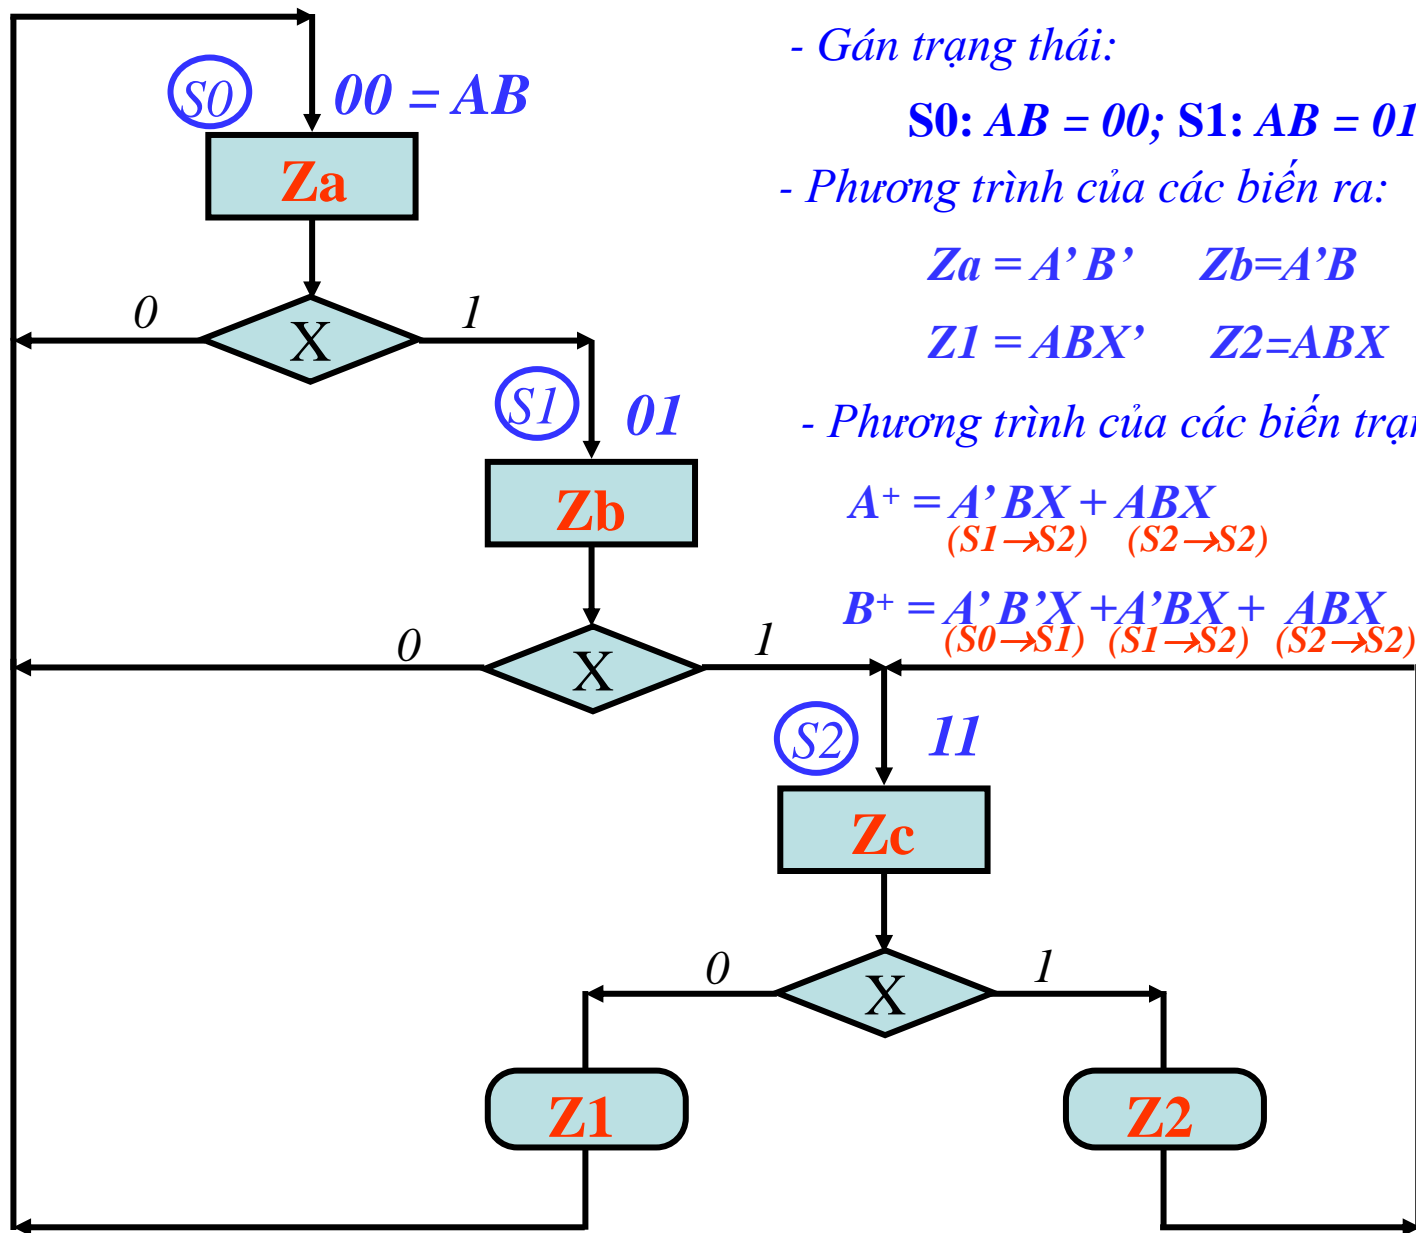 - Gán trạng thái:
S0 00 = AB
S0: AB = 00; S1: AB = 01
Za
- Phương trình của các biến ra:
Za = A’ B’ Zb=A’B
0 X 1
Z1 = ABX’ Z2=ABX
S1 01
- Phương trình của các biến
Zb
A+ = A’ BX + ABX
(S1→S2) (S2→S2)
B+ = A’ B’X +A’BX + ABX
(S0→S1) (S1→S2) (S2→S2)
0 X 1
S2 11
Zc
0 X 1
Z1 Z2